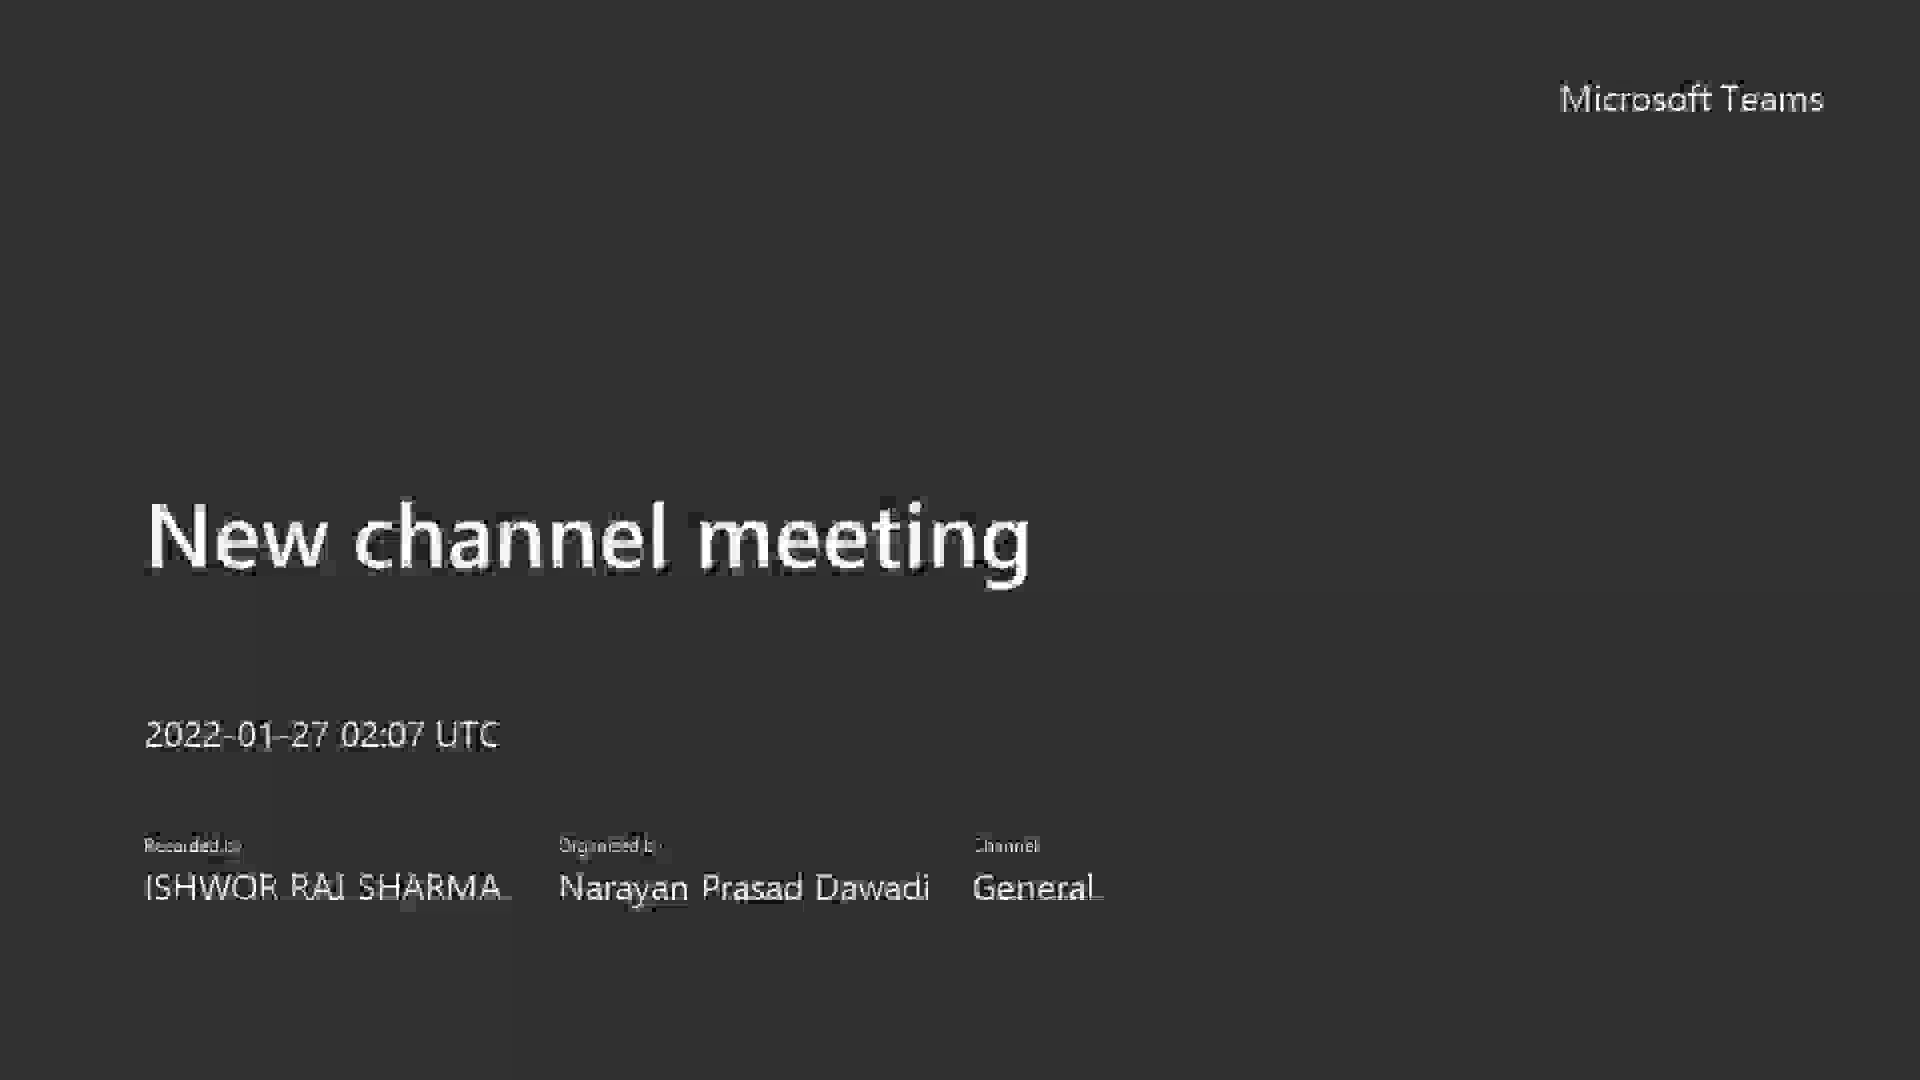 Microsoft Teams
New channel meeting
2022-01-27 02:07 UTC
Recorded by Organized by Channel
ISHWOR RAJ SHARMA Narayan Prasad Dawadi General